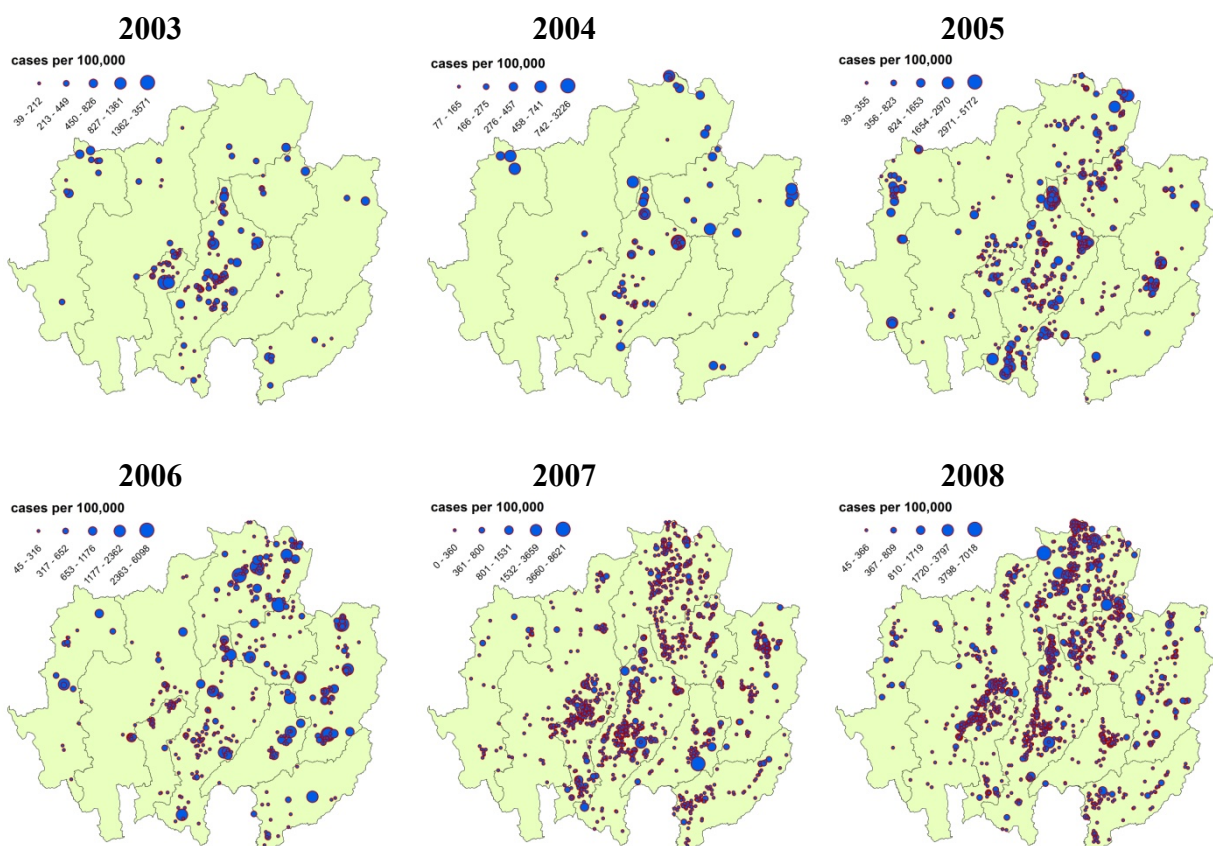 2003
2004
2005
cases per 100,000
39 - 212
213 - 449
450 - 826
827 - 1361
1362 - 3571
cases per 100,000
77 - 165
166 - 275
276 - 457
458 - 741
742 - 3226
cases per 100,000
39 - 355
356 - 823
824 - 1653
1654 - 2970
2971 - 5172
2006
2007
2008
cases per 100,000
45 - 316
317 - 652
653 - 1176
1177 - 2362
2363 - 6098
cases per 100,000
0 - 360
361 - 800
801 - 1531
1532 - 3659
3660 - 8621
cases per 100,000
45 - 366
367 - 809
810 - 1719
1720 - 3797
3798 - 7018